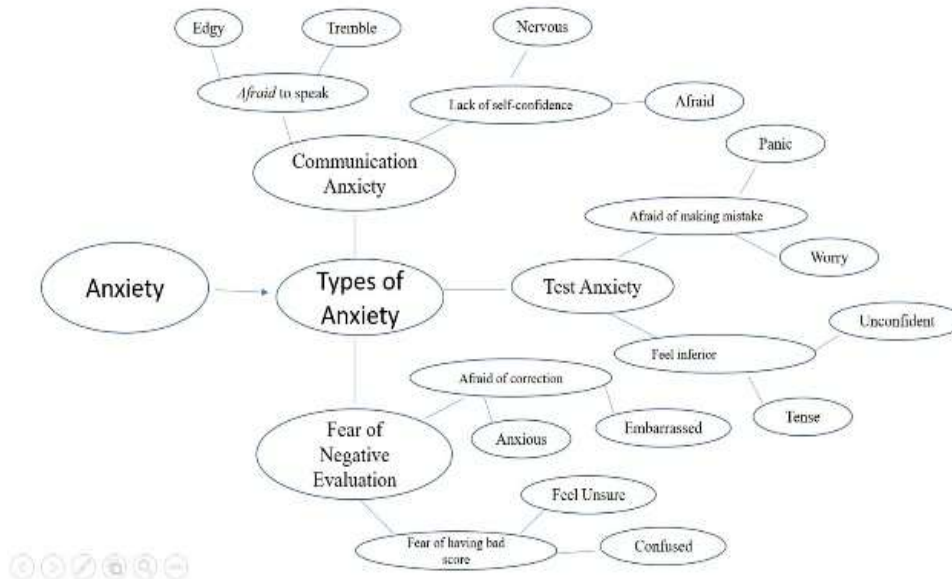 Edgy
Tremble
Nervous
Afraid to speak
Lack of self-confidence
Afraid
Communication
Anxiety
Panic
Afraid of making mistake
Worry
Anxiety
Types of
Anxiety
Test Anxiety
Unconfident
Feel inferior
Tense
Afraid of correction
Anxious
Embarrassed
Fear of
Negative
Evaluation
Feel Unsure
Fear of having bad
score
Confused